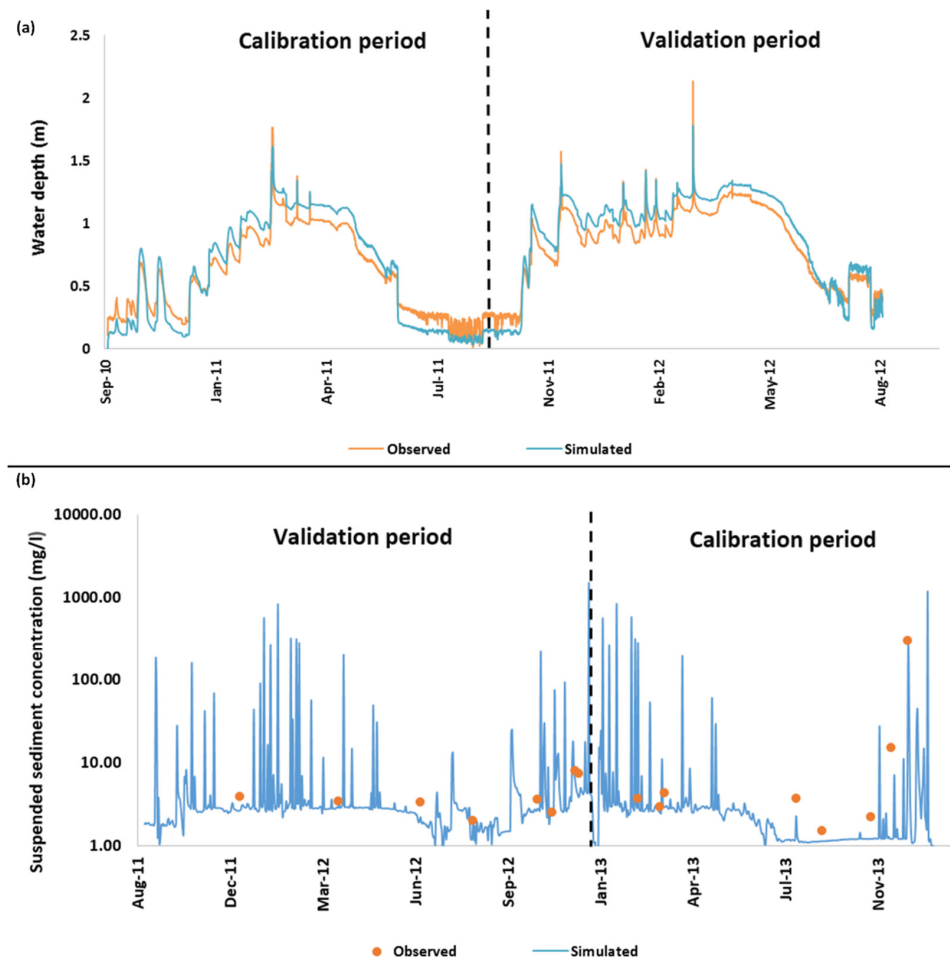 (a)
Calibration period
Validation period
Water depth (m)
2.5
2
1.5
1
0.5
0
Sep-10
Jan-11
Apr-11
Jul-11
Nov-11
Feb-12
May-12
Aug-12
Observed
Simulated
(b)
Validation period
Calibration period
Suspended sediment concentration (mg/l)
10000.00
1000.00
100.00
10.00
1.00
Aug-11
Dec-11
Mar-12
Jun-12
Sep-12
Jan-13
Apr-13
Jul-13
Nov-13
Observed
Simulated